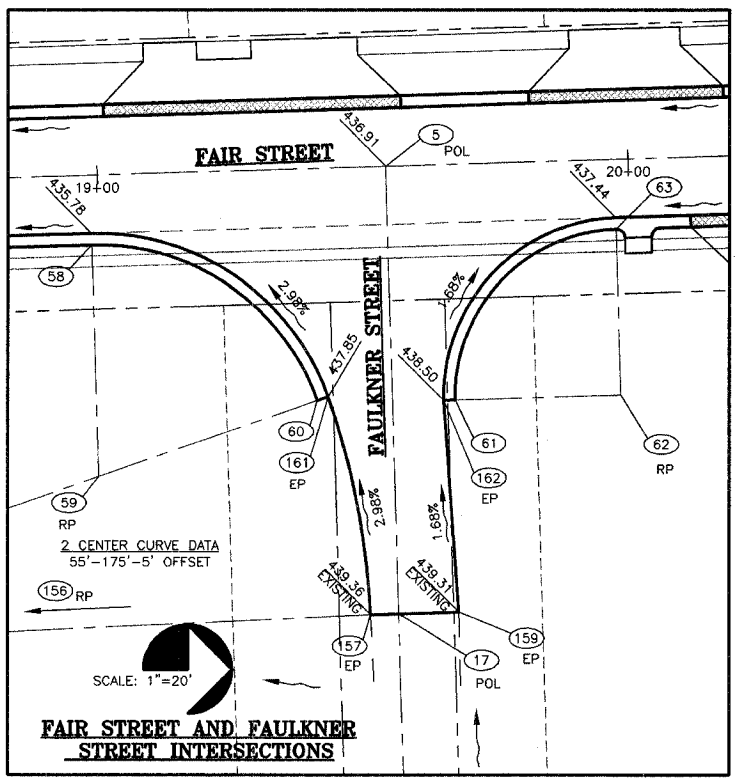 436.91
5
POL
FAIR STREET
19+00
20+00
435.78
437.44
63
58
2.98%
FAULKNER STREET
1.68%
437.85
438.50
60
61
161
EP
162
EP
62
RP
59
RP
2.98%
1.68%
2 CENTER CURVE DATA
55'-175'-5' OFFSET
156 RP
439.36
EXISTING
439.31
EXISTING
157
EP
159
EP
17
POL
SCALE: 1"=20'
FAIR STREET AND FAULKNER
STREET INTERSECTIONS